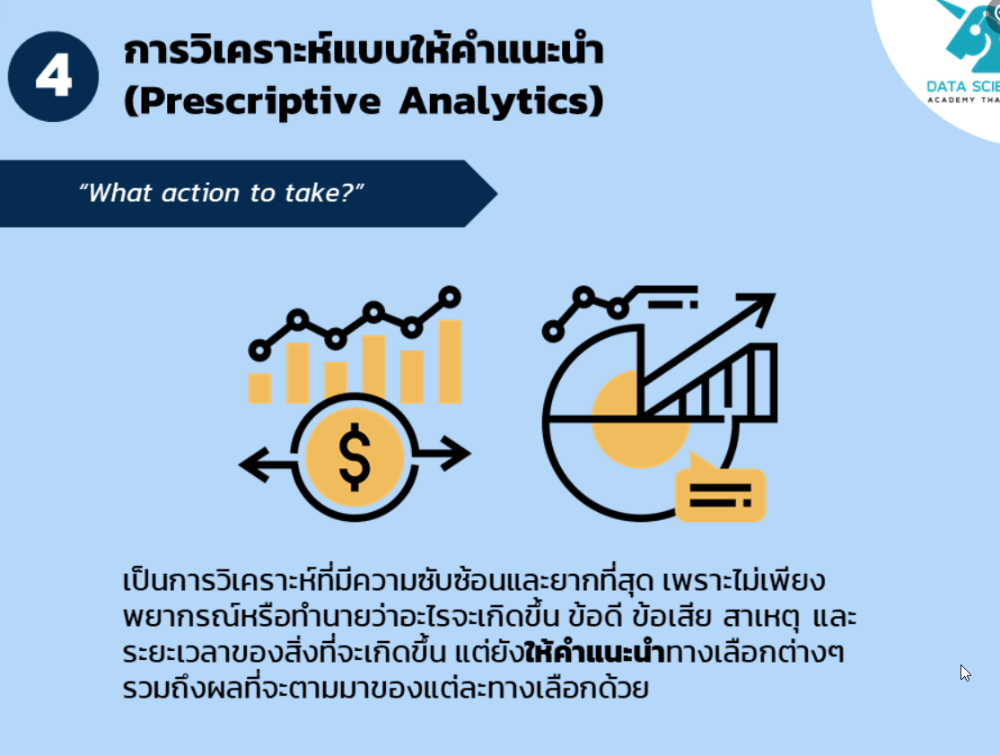 4
การวิเคราะห์แบบให้คำแนะนำ
(Prescriptive Analytics)
DATA
ACADEMY
"What action to take?"
$
เป็นการวิเคราะห์ที่มีความซับซ้อนและยากที่สุด เพราะไม่เพียง
พยากรณ์หรือทำนายว่าอะไรจะเกิดขึ้น ข้อดี ข้อเสีย สาเหตุ และ
ระยะเวลาของสิ่งที่จะเกิดขึ้น แต่ยังให้คำแนะนำทางเลือกต่างๆ
รวมถึงผลที่จะตามมาของแต่ละทางเลือกด้วย